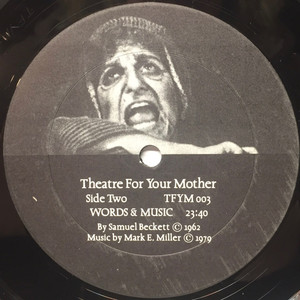 Theatre For Your Mother
Side Two TFYM 003
WORDS & MUSIC 23:40
By Samuel Beckett © 1962
Music by Mark E. Miller © 1979